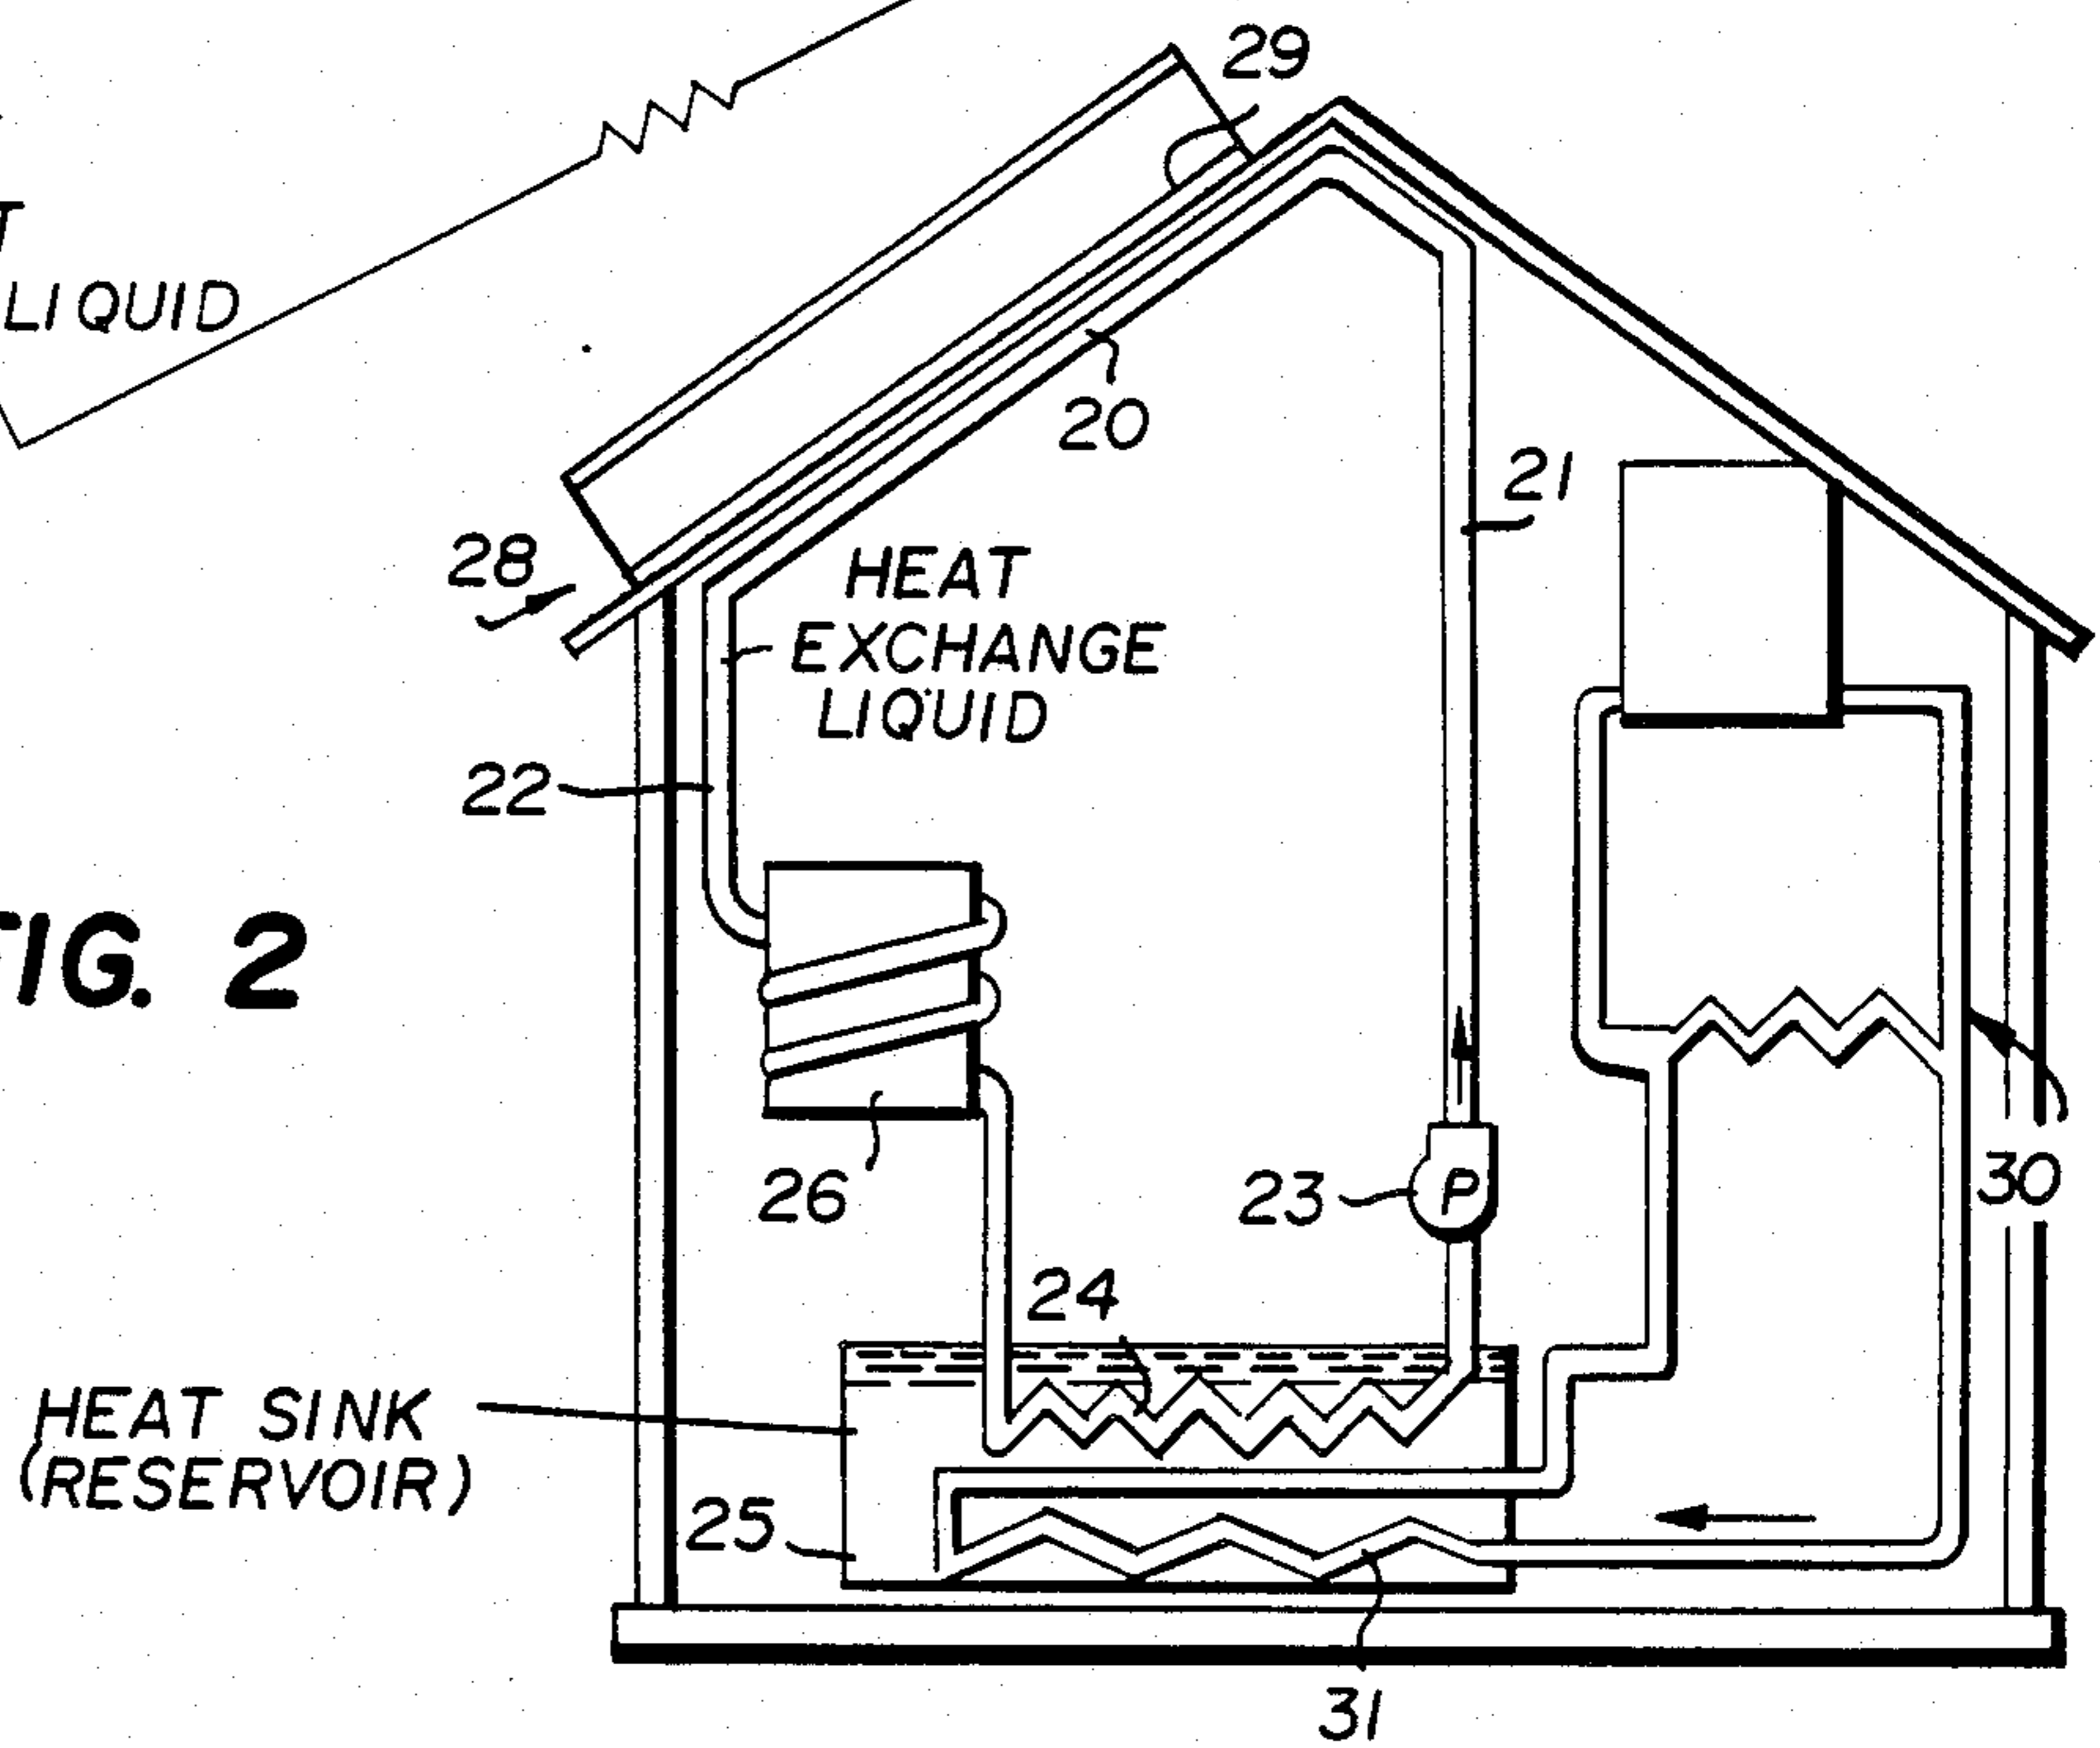 29
LIQUID
20
21
28
HEAT
EXCHANGE
LIQUID
22
FIG. 2
26
23
P
30
24
HEAT SINK
(RESERVOIR)
25
31